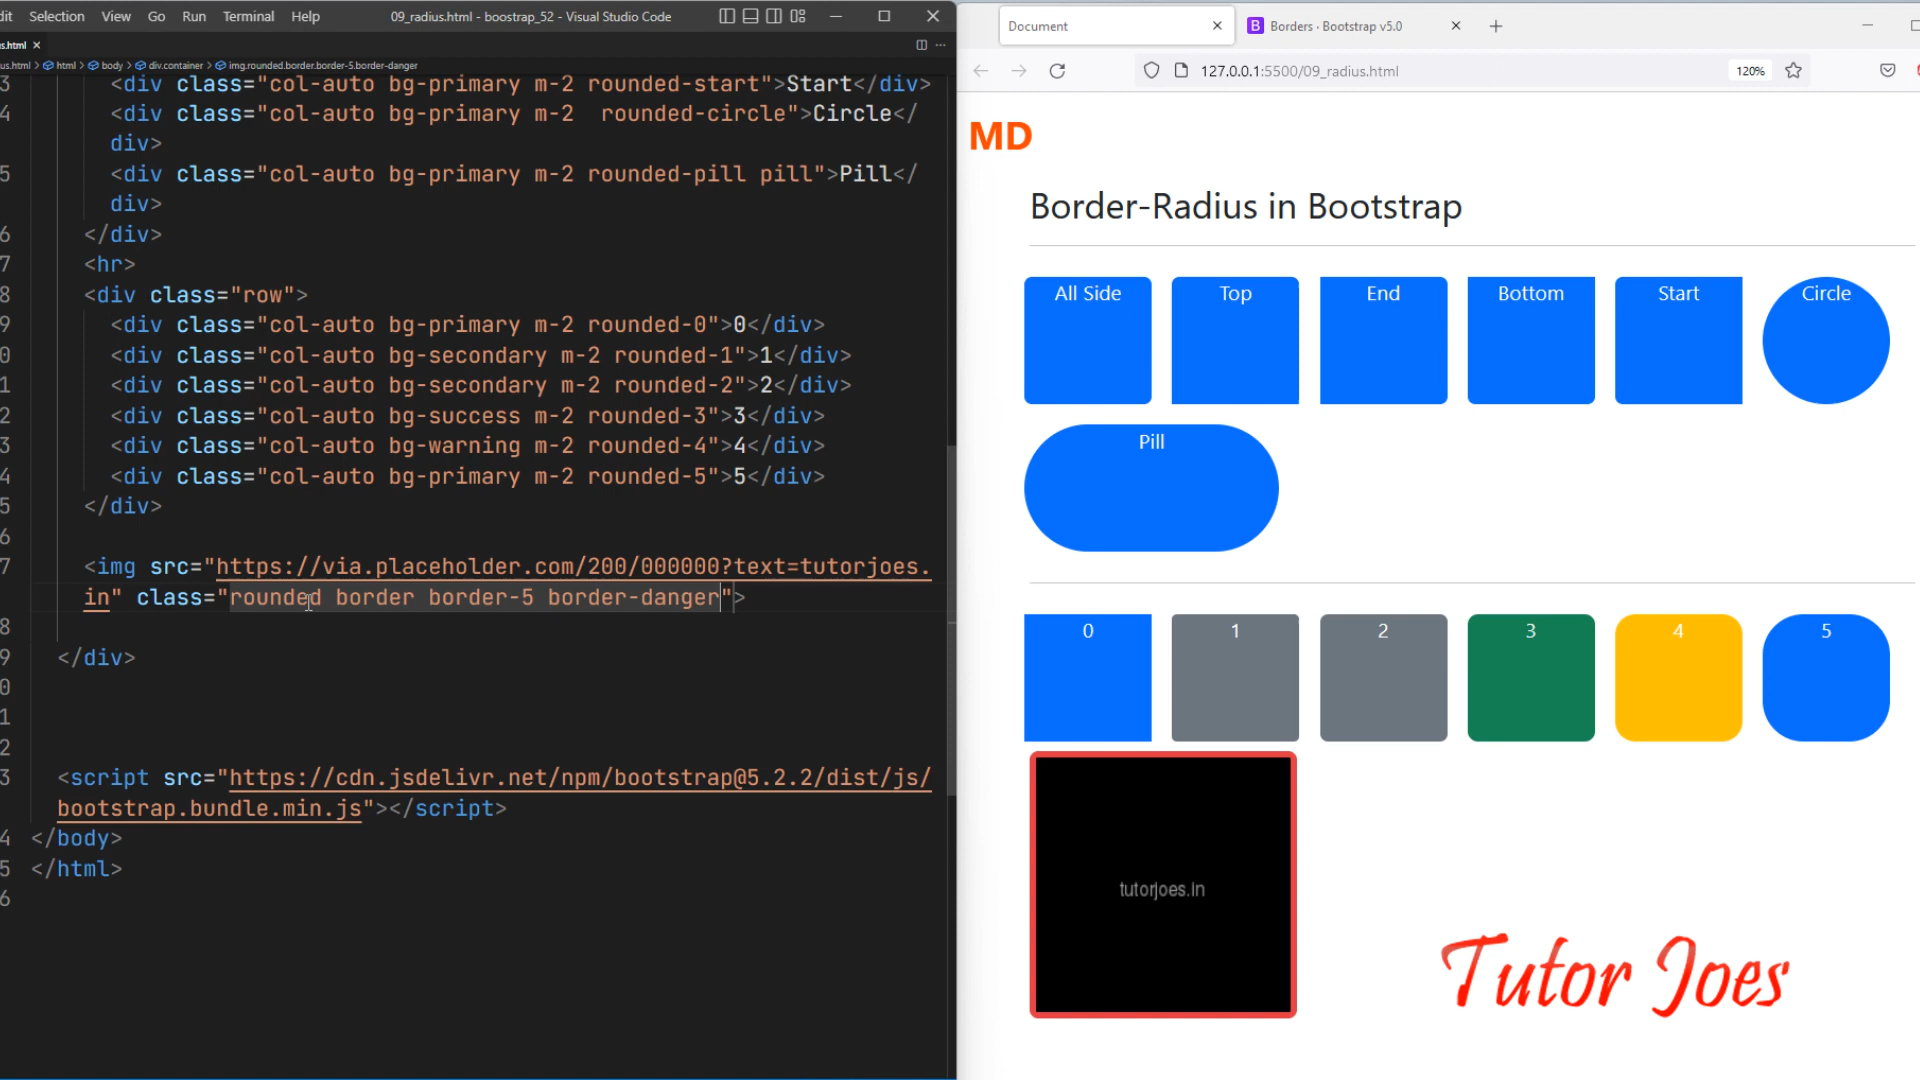 dit Selection View Go Run Terminal Help 09_radius.html - boostrap_52 - Visual Studio Code
s.html
us.html > html > body > div.container > img.rounded.border.border-5.border-danger
3 <div class="col-auto bg-primary m-2 rounded-start">Start</div>
4 <div class="col-auto bg-primary m-2  rounded-circle">Circle</
div>
5 <div class="col-auto bg-primary m-2 rounded-pill pill">Pill</
div>
6 </div>
7 <hr>
8 <div class="row">
9 <div class="col-auto bg-primary m-2 rounded-0">0</div>
0 <div class="col-auto bg-secondary m-2 rounded-1">1</div>
1 <div class="col-auto bg-secondary m-2 rounded-2">2</div>
2 <div class="col-auto bg-success m-2 rounded-3">3</div>
3 <div class="col-auto bg-warning m-2 rounded-4">4</div>
4 <div class="col-auto bg-primary m-2 rounded-5">5</div>
5 </div>
6
7 <img src="https://via.placeholder.com/200/000000?text=tutorjoes.
in" class="rounded border border-5 border-danger">
8
9 </div>
0
1
2
3 <script src="https://cdn.jsdelivr.net/npm/bootstrap@5.2.2/dist/js/
bootstrap.bundle.min.js"></script>
4 </body>
5 </html>
6
Document
Borders · Bootstrap v5.0
127.0.0.1:5500/09_radius.html
120%
MD
Border-Radius in Bootstrap
All Side Top End Bottom Start Circle
Pill
0 1 2 3 4 5
tutorjoes.in
Tutor Joes